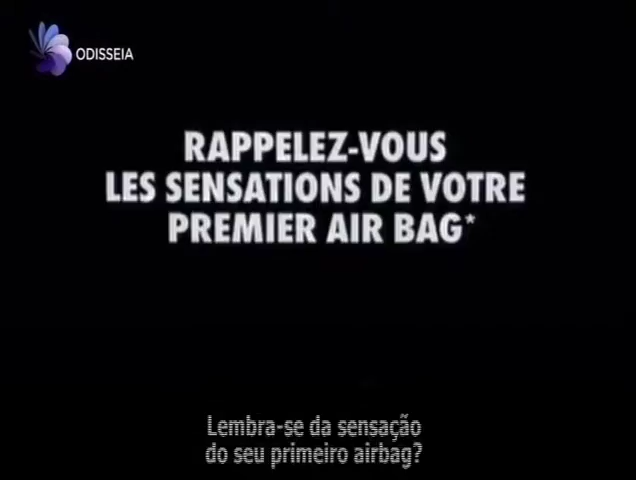 ODISSEIA
RAPPELEZ-VOUS
LES SENSATIONS DE VOTRE
PREMIER AIR BAG*
Lembra-se da sensação
do seu primeiro airbag?